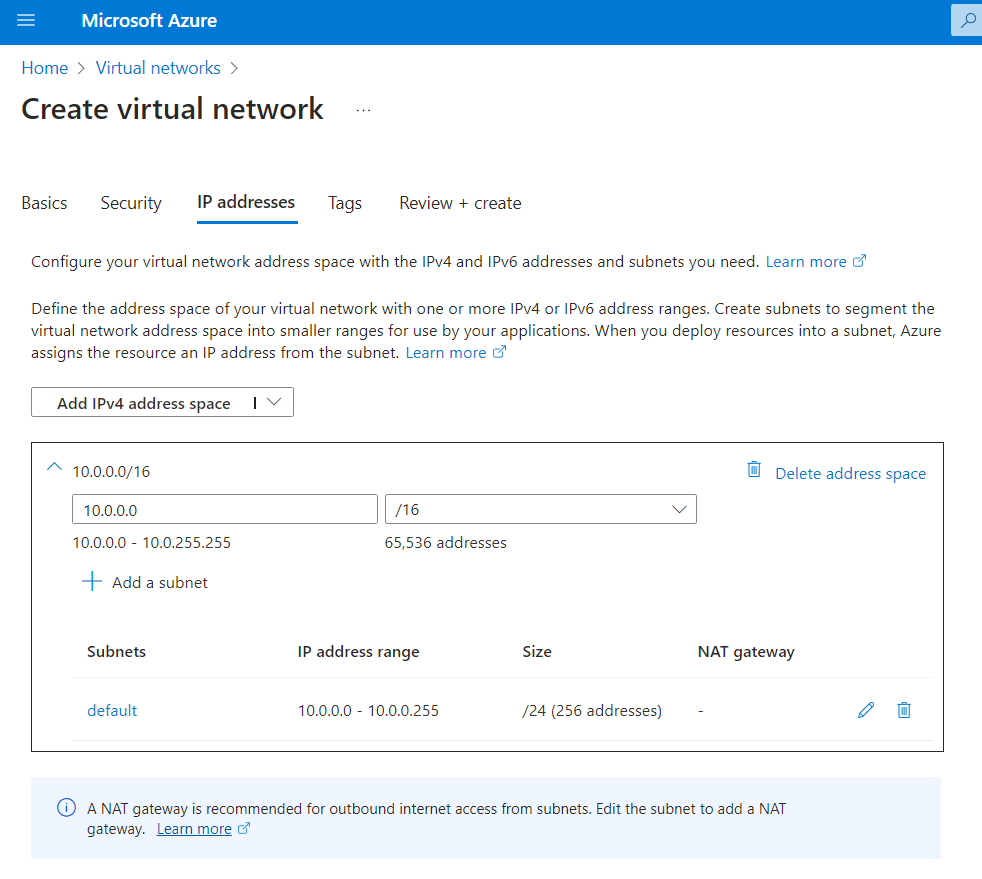 Microsoft Azure
Home > Virtual networks >
Create virtual network ...
Basics Security IP addresses Tags Review + create
Configure your virtual network address space with the IPv4 and IPv6 addresses and subnets you need. Learn more
Define the address space of your virtual network with one or more IPv4 or IPv6 address ranges. Create subnets to segment the
virtual network address space into smaller ranges for use by your applications. When you deploy resources into a subnet, Azure
assigns the resource an IP address from the subnet. Learn more
Add IPv4 address space |
10.0.0.0/16 Delete address space
10.0.0.0 /16
10.0.0.0 - 10.0.255.255 65,536 addresses
+ Add a subnet
Subnets IP address range Size NAT gateway
default 10.0.0.0 - 10.0.0.255 /24 (256 addresses) -
A NAT gateway is recommended for outbound internet access from subnets. Edit the subnet to add a NAT
gateway. Learn more